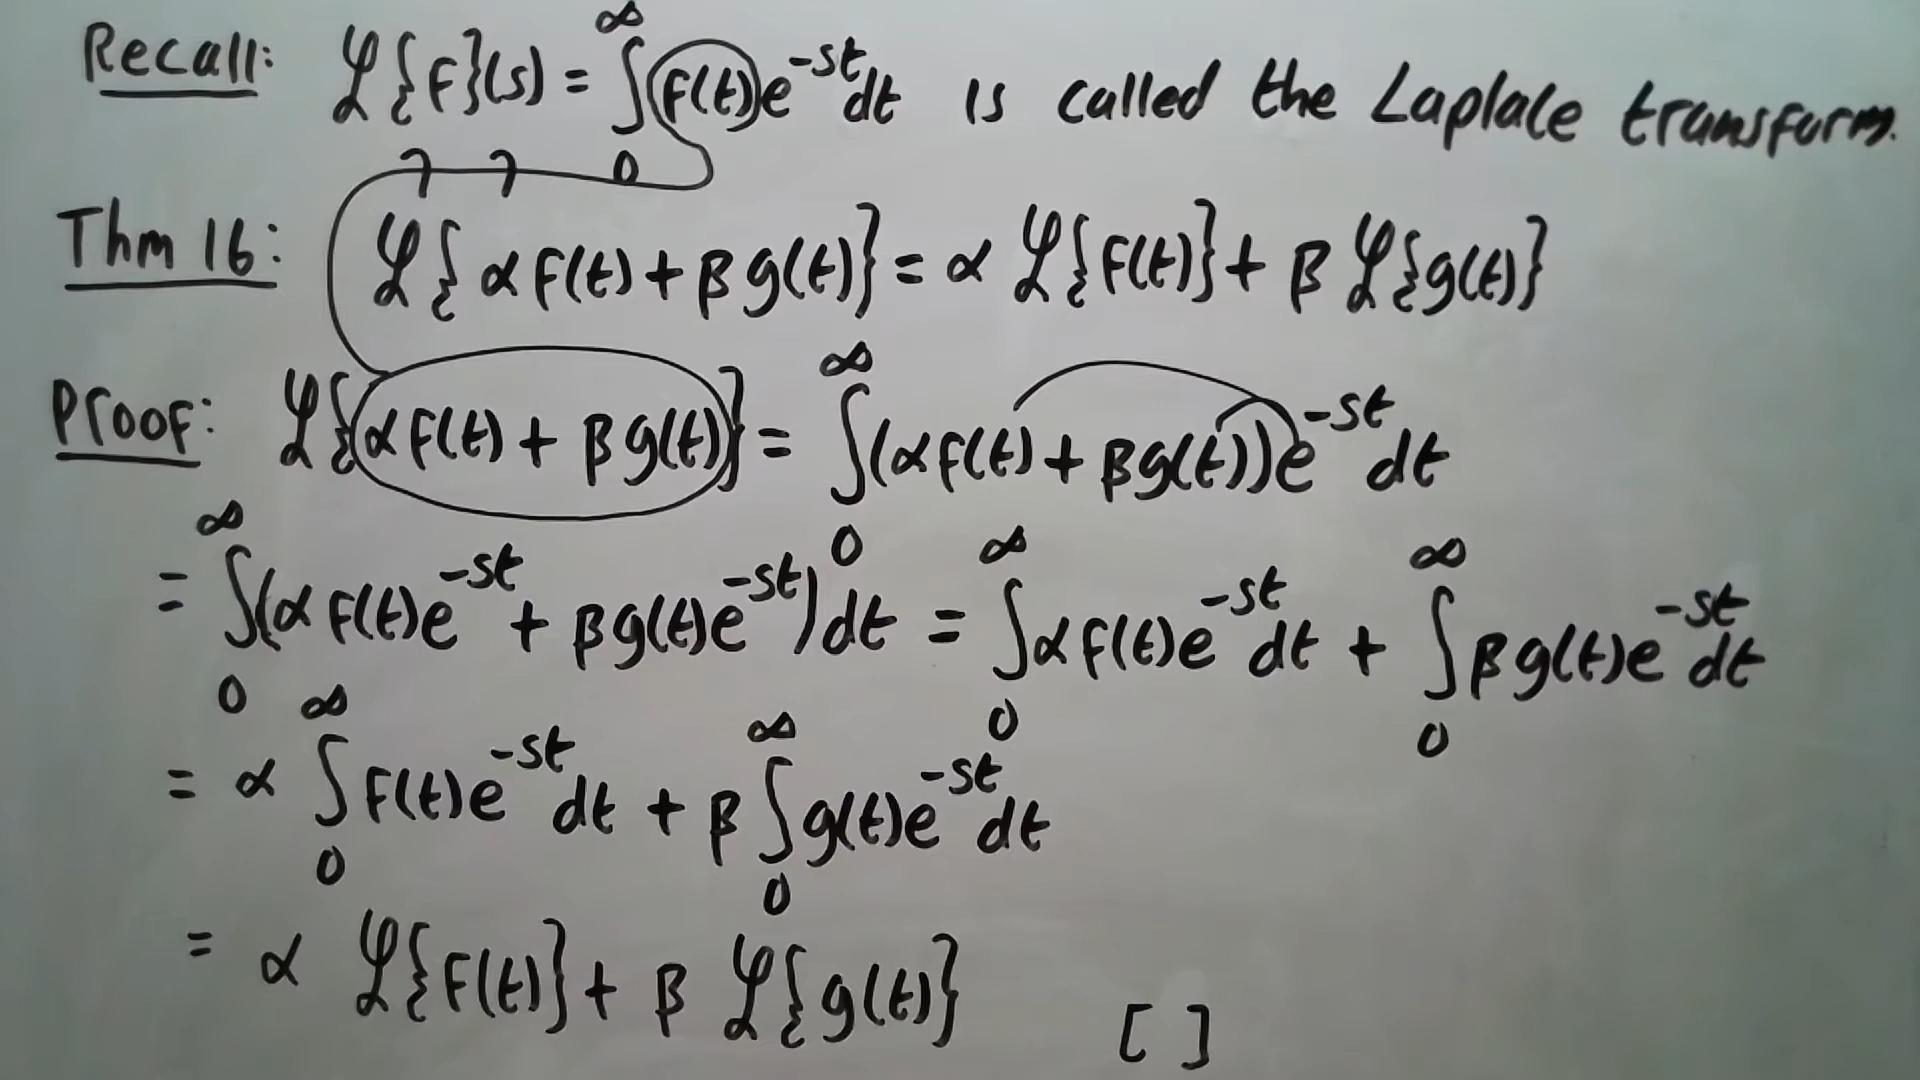 Recall: ℒ{f}(s) = ∫₀^∞ f(t)e^{-st}dt is called the Laplace transform.
Thm 16: ℒ{αf(t) + βg(t)} = αℒ{f(t)} + βℒ{g(t)}
Proof: ℒ{αf(t) + βg(t)} = ∫₀^∞ (αf(t) + βg(t))e^{-st}dt
= ∫₀^∞ (αf(t)e^{-st} + βg(t)e^{-st})dt = ∫₀^∞ αf(t)e^{-st}dt + ∫₀^∞ βg(t)e^{-st}dt
= α ∫₀^∞ f(t)e^{-st}dt + β ∫₀^∞ g(t)e^{-st}dt
= α ℒ{f(t)} + β ℒ{g(t)} [ ]